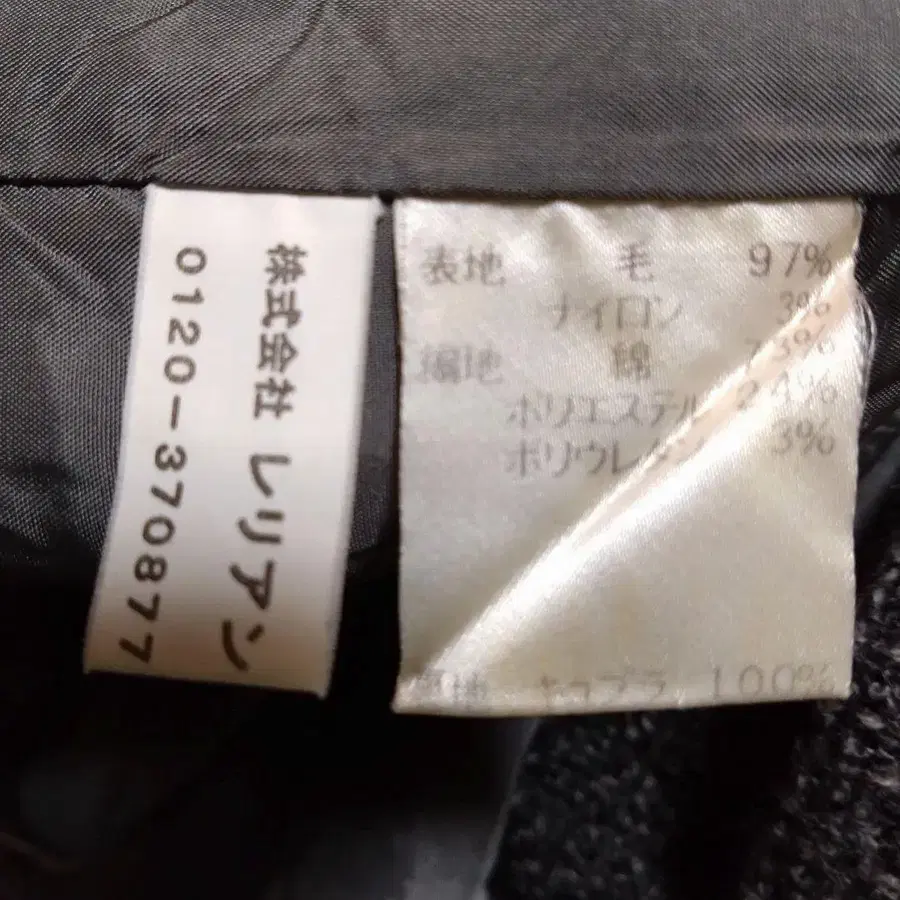 株式会社 レリアン
0120-370877
表地 毛 97%
ナイロン 3%
綿 73%
ポリエステル 24%
ポリウレタン 3%
裏地 キュプラ 100%